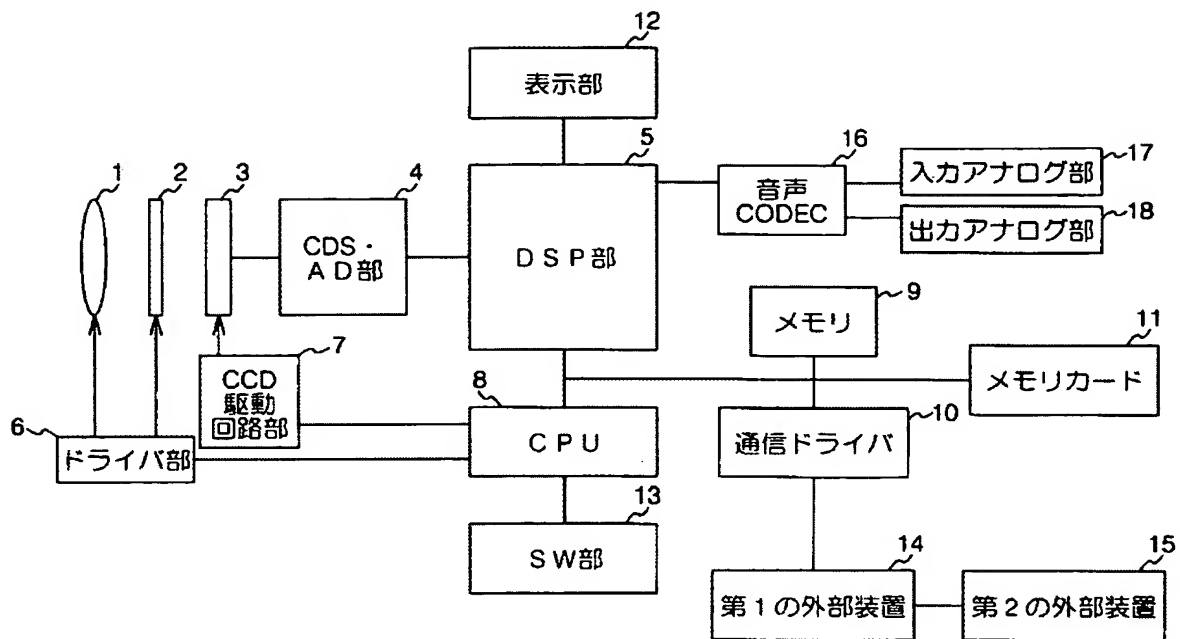 12
表示部
5
16
17
1
2
3
4
音声
CODEC
入力アナログ部
18
出力アナログ部
CDS・
AD部
DSP部
9
メモリ
11
メモリカード
7
CCD
駆動
回路部
8
CPU
10
通信ドライバ
6
ドライバ部
13
SW部
14
第1の外部装置
15
第2の外部装置